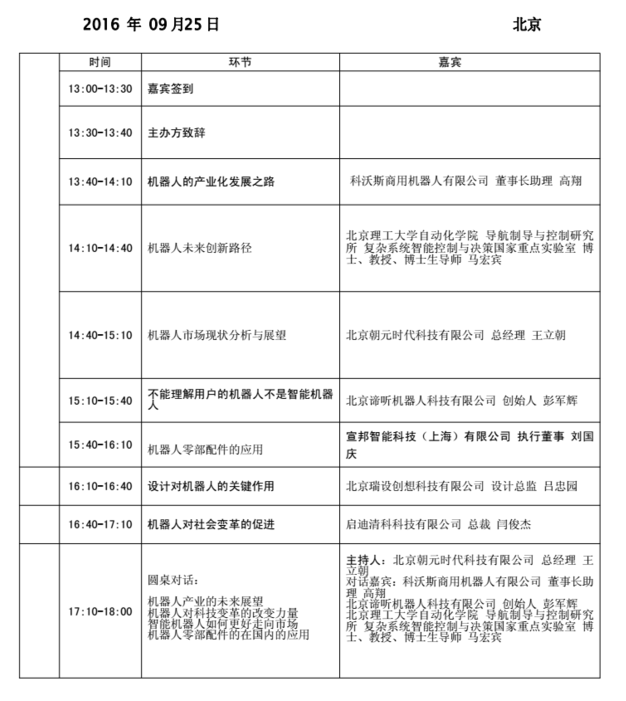 2016 年 09月25日 北京
时间 环节 嘉宾
13:00-13:30 嘉宾签到
13:30-13:40 主办方致辞
13:40-14:10 机器人的产业化发展之路 科沃斯商用机器人有限公司 董事长助理 高翔
14:10-14:40 机器人未来创新路径 北京理工大学自动化学院 导航制导与控制研究
所 复杂系统智能控制与决策国家重点实验室 博
士、教授、博士生导师 马宏宾
14:40-15:10 机器人市场现状分析与展望 北京朝元时代科技有限公司 总经理 王立朝
15:10-15:40 不能理解用户的机器人不是智能机器
人 北京谛听机器人科技有限公司 创始人 彭军辉
15:40-16:10 机器人零部配件的应用 宣邦智能科技（上海）有限公司 执行董事 刘国
庆
16:10-16:40 设计对机器人的关键作用 北京瑞设创想科技有限公司 设计总监 吕忠园
16:40-17:10 机器人对社会变革的促进 启迪清科科技有限公司 总裁 闫俊杰
17:10-18:00 圆桌对话：
机器人产业的未来展望
机器人对科技变革的改变力量
智能机器人如何更好走向市场
机器人零部配件的在国内的应用
主持人：北京朝元时代科技有限公司 总经理 王
立朝
对话嘉宾：科沃斯商用机器人有限公司 董事长助
理 高翔
北京谛听机器人科技有限公司 创始人 彭军辉
北京理工大学自动化学院 导航制导与控制研究
所 复杂系统智能控制与决策国家重点实验室 博
士、教授、博士生导师 马宏宾